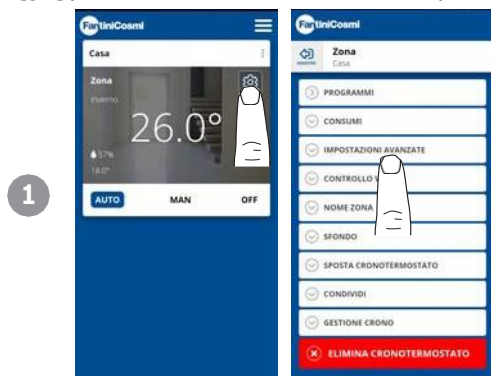 1
FantiniCosmi
Casa
Zona
Inverno
26.0°
57%
18.0°
AUTO MAN OFF
FantiniCosmi
Zona
Casa
PROGRAMMI
CONSUMI
IMPOSTAZIONI AVANZATE
CONTROLLO
NOME ZONA
SFONDO
SPOSTA CRONOTERMOSTATO
CONDIVIDI
GESTIONE CRONO
ELIMINA CRONOTERMOSTATO